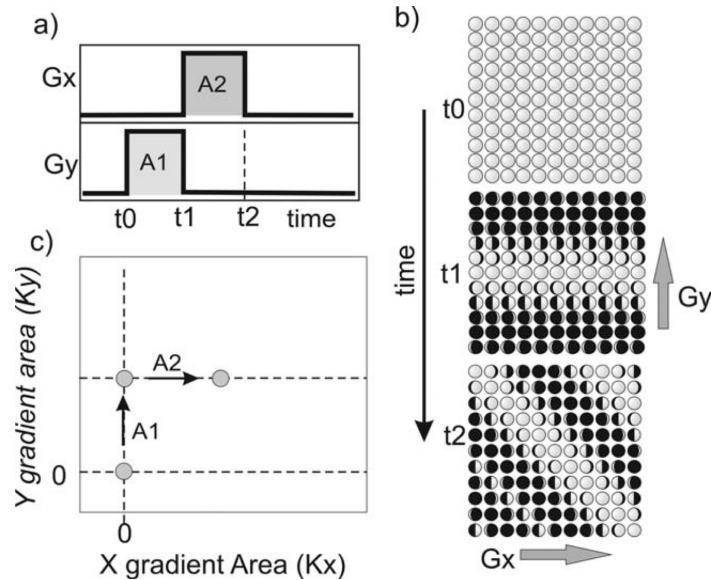 a)
Gx
A2
Gy
A1
t0 t1 t2 time
b)
t0
time
t1
Gy
t2
Gx
c)
Y gradient area (Ky)
A2
A1
0
0
X gradient Area (Kx)